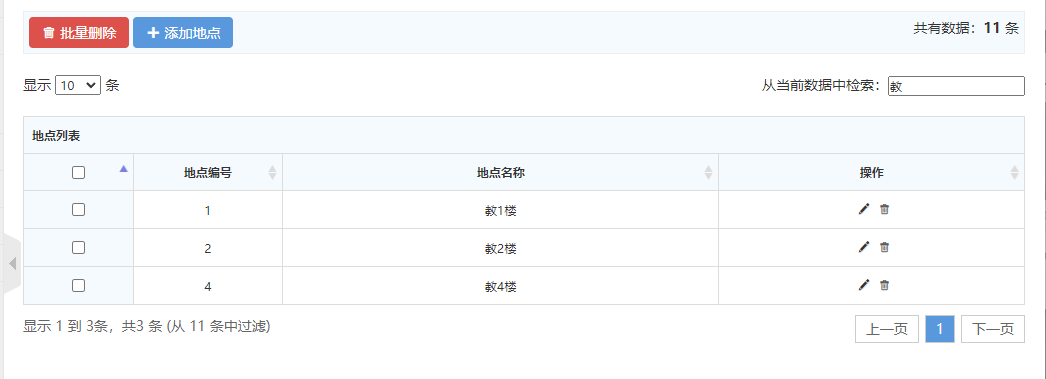 批量删除 添加地点 共有数据：11 条
显示 10 条 从当前数据中检索： 教
地点列表
地点编号 地点名称 操作
1 教1楼
2 教2楼
4 教4楼
显示 1 到 3条，共3 条 (从 11 条中过滤) 上一页 1 下一页